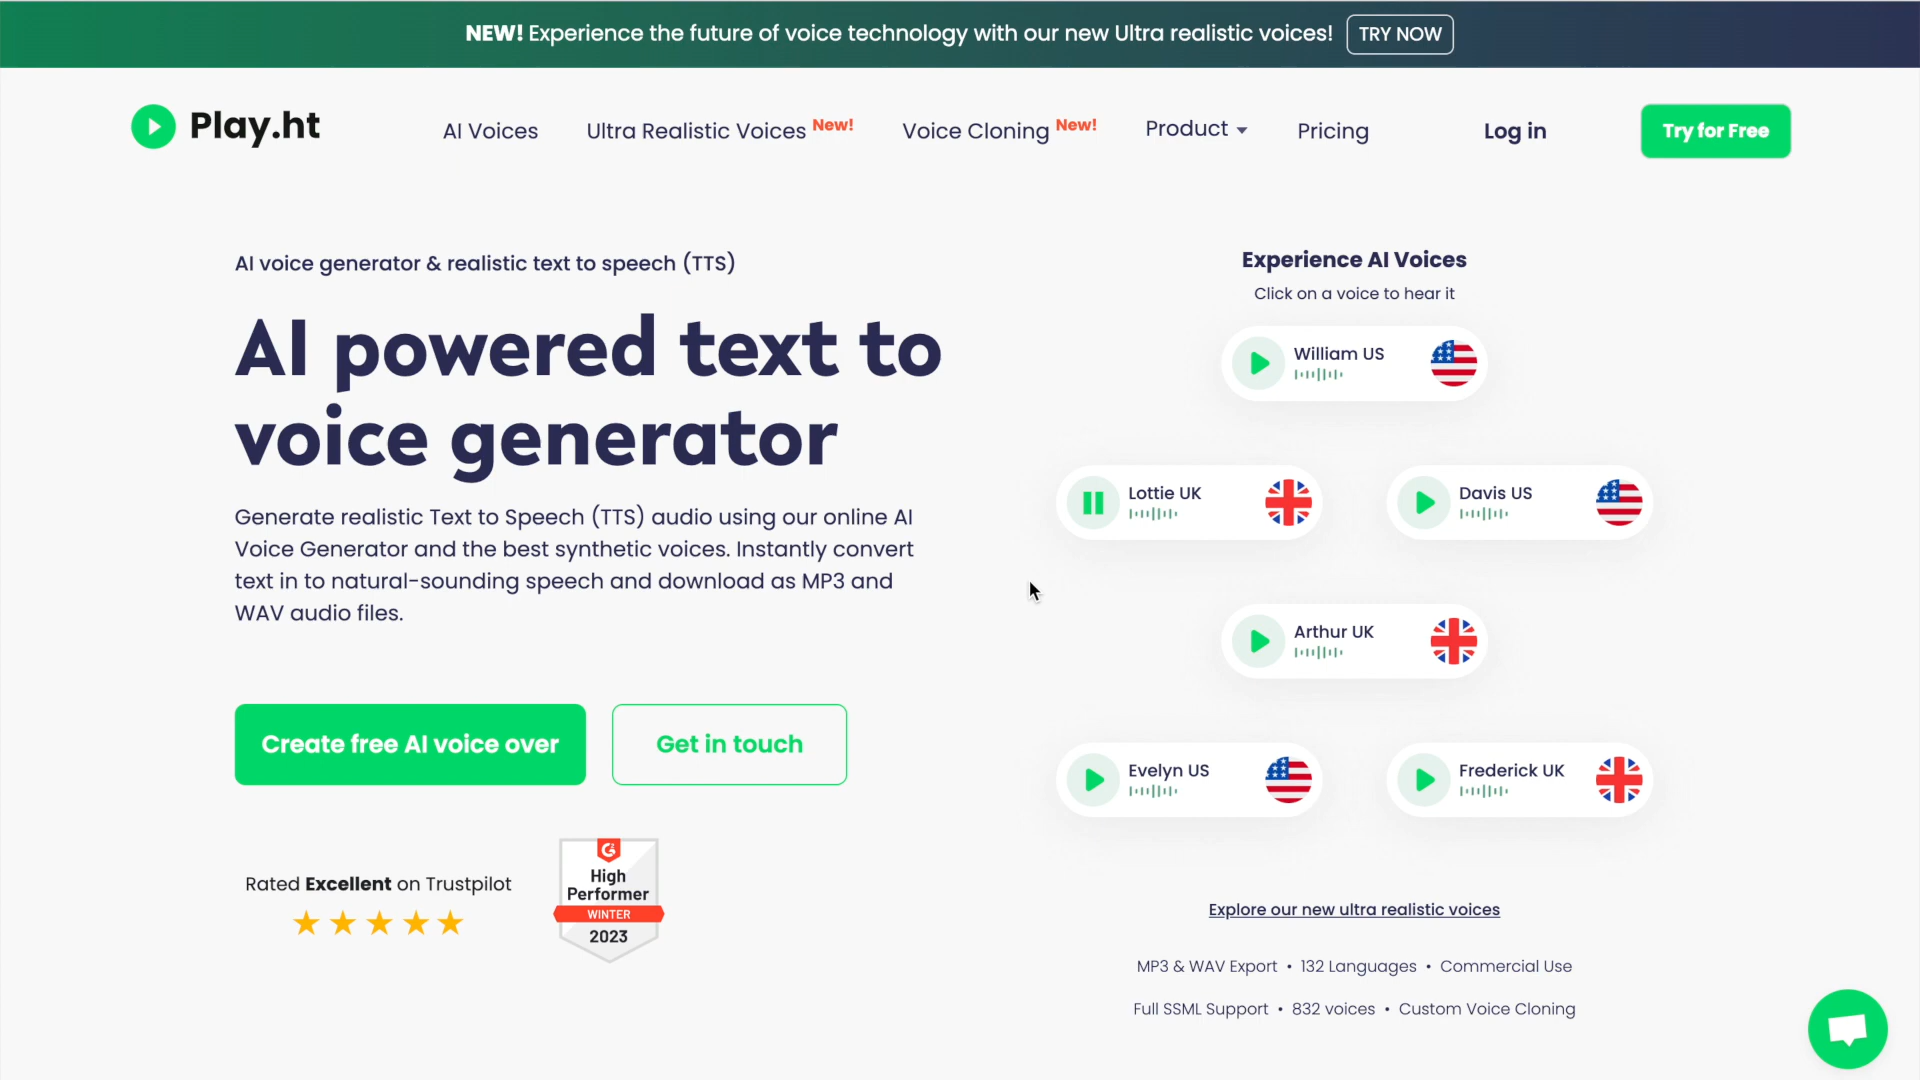 NEW! Experience the future of voice technology with our new Ultra realistic voices! TRY NOW
Play.ht
AI Voices
Ultra Realistic Voices New!
Voice Cloning New!
Product
Pricing
Log in
Try for Free
AI voice generator & realistic text to speech (TTS)
AI powered text to
voice generator
Generate realistic Text to Speech (TTS) audio using our online AI
Voice Generator and the best synthetic voices. Instantly convert
text in to natural-sounding speech and download as MP3 and
WAV audio files.
Create free AI voice over
Get in touch
Rated Excellent on Trustpilot
High
Performer
WINTER
2023
Experience AI Voices
Click on a voice to hear it
William US
Lottie UK
Davis US
Arthur UK
Evelyn US
Frederick UK
Explore our new ultra realistic voices
MP3 & WAV Export • 132 Languages • Commercial Use
Full SSML Support • 832 voices • Custom Voice Cloning